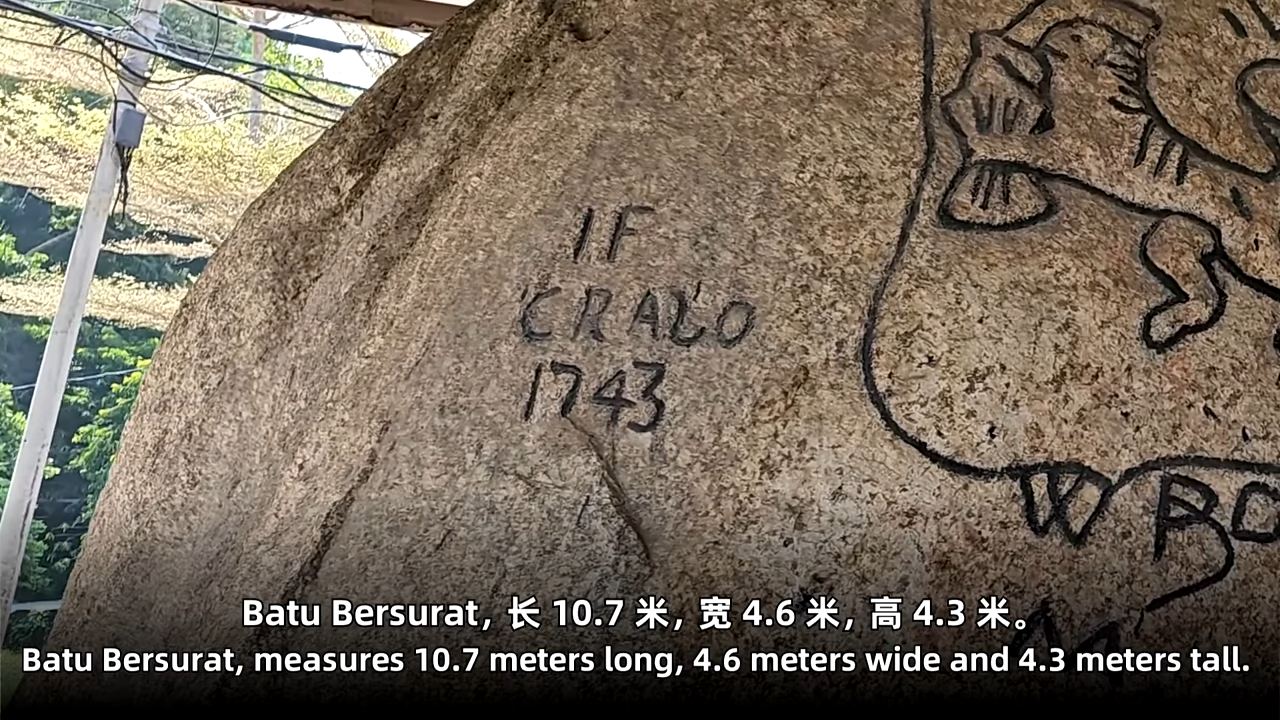 IF
CRALO
1743
W BO
Batu Bersurat, 长 10.7 米, 宽 4.6 米, 高 4.3 米。
Batu Bersurat, measures 10.7 meters long, 4.6 meters wide and 4.3 meters tall.